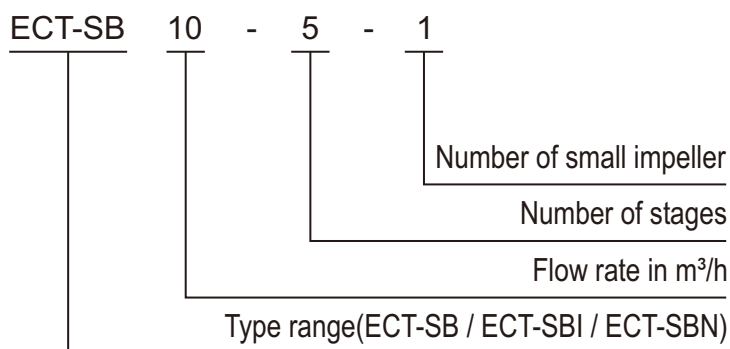 ECT-SB 10 - 5 - 1
Number of small impeller
Number of stages
Flow rate in m³/h
Type range(ECT-SB / ECT-SBI / ECT-SBN)